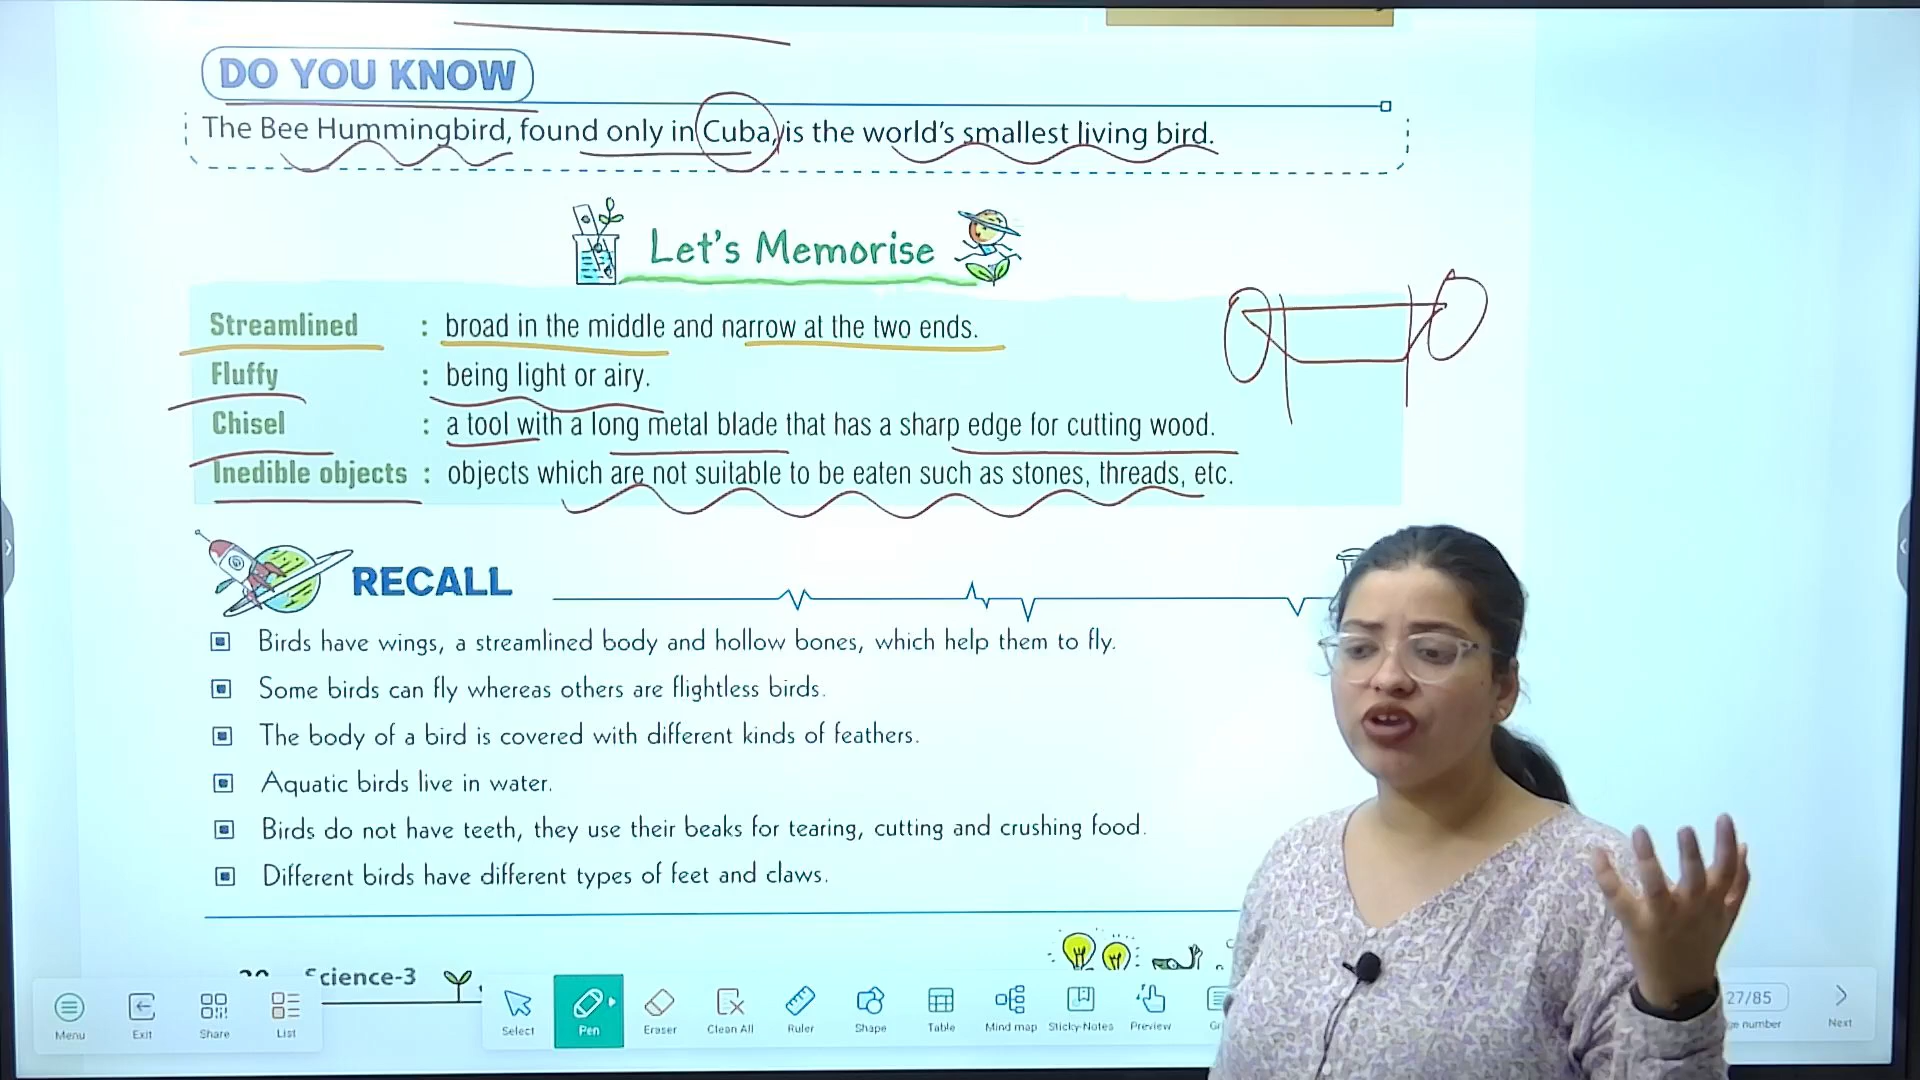 DO YOU KNOW
The Bee Hummingbird, found only in Cuba, is the world's smallest living bird.
Let's Memorise
Streamlined : broad in the middle and narrow at the two ends.
Fluffy : being light or airy.
Chisel : a tool with a long metal blade that has a sharp edge for cutting wood.
Inedible objects : objects which are not suitable to be eaten such as stones, threads, etc.
RECALL
Birds have wings, a streamlined body and hollow bones, which help them to fly.
Some birds can fly whereas others are flightless birds.
The body of a bird is covered with different kinds of feathers.
Aquatic birds live in water.
Birds do not have teeth, they use their beaks for tearing, cutting and crushing food.
Different birds have different types of feet and claws.
cience-3
Menu Exit Share List Select Pen Eraser Clean All Ruler Shape Table Mind map Sticky-Notes Preview 27/85 number Next